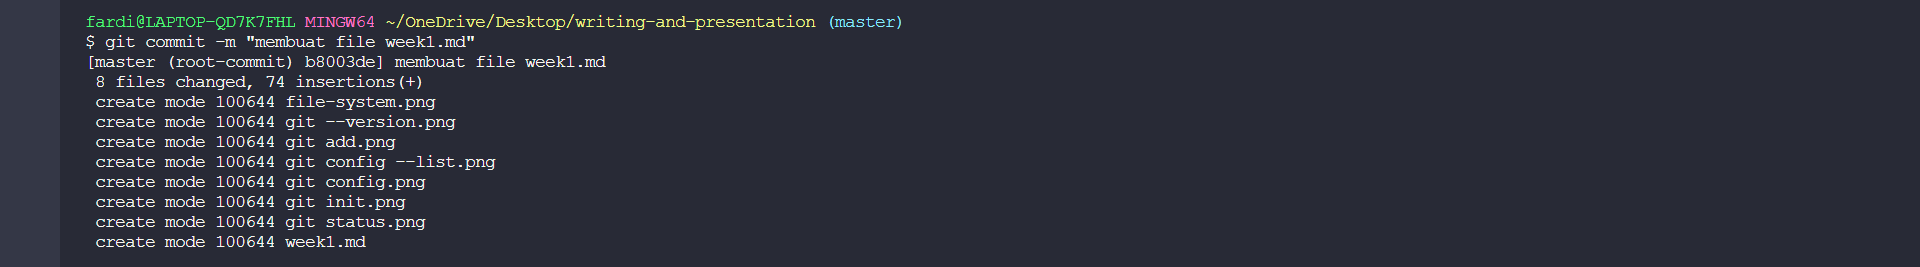 fardi@LAPTOP-QD7K7FHL MINGW64 ~/OneDrive/Desktop/writing-and-presentation (master)
$ git commit -m "membuat file week1.md"
[master (root-commit) b8003de] membuat file week1.md
 8 files changed, 74 insertions(+)
 create mode 100644 file-system.png
 create mode 100644 git --version.png
 create mode 100644 git add.png
 create mode 100644 git config --list.png
 create mode 100644 git config.png
 create mode 100644 git init.png
 create mode 100644 git status.png
 create mode 100644 week1.md